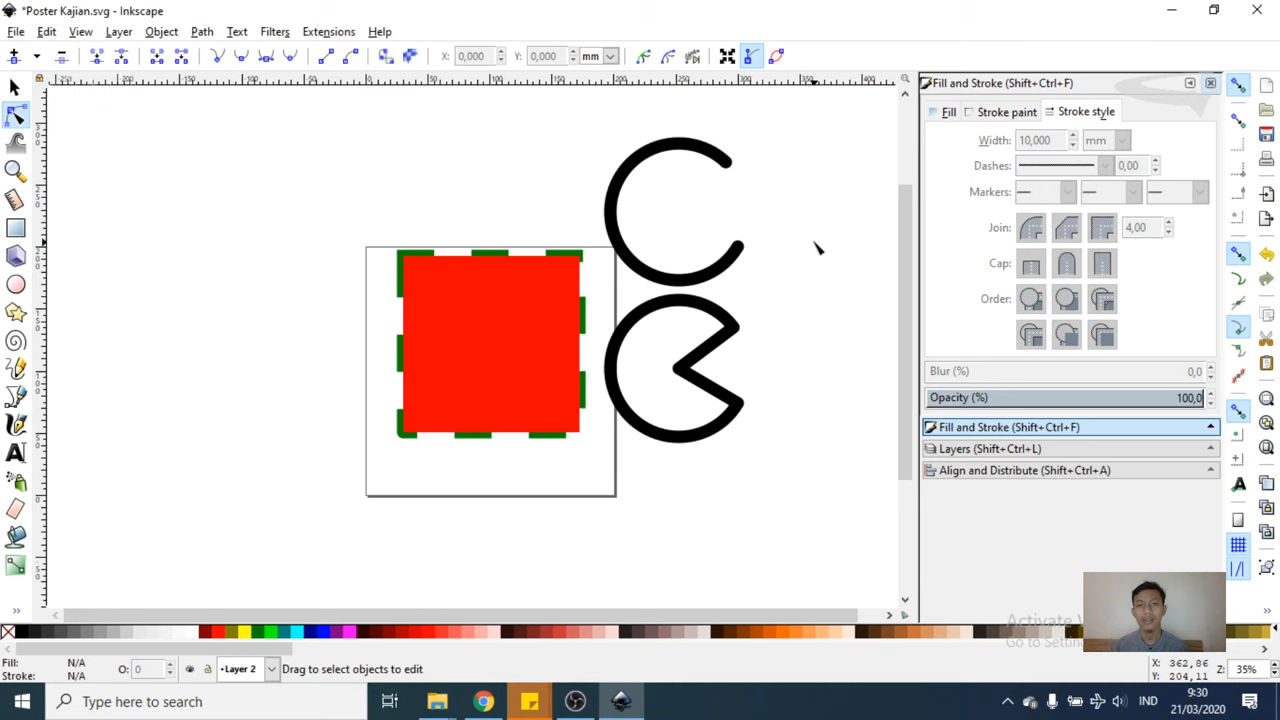 *Poster Kajian.svg - Inkscape
File Edit View Layer Object Path Text Filters Extensions Help
X: 0,000 Y: 0,000 mm
Fill and Stroke (Shift+Ctrl+F)
Fill Stroke paint Stroke style
Width: 10,000 mm
Dashes: 0,00
Markers:
Join: 4,00
Cap:
Order:
Blur (%) 0,0
Opacity (%) 100,0
Fill and Stroke (Shift+Ctrl+F)
Layers (Shift+Ctrl+L)
Align and Distribute (Shift+Ctrl+A)
Activate
Go to Settin
Fill: N/A
Stroke: N/A
O: 0
Layer 2
Drag to select objects to edit
X: 362,86
Y: 204,11
Z: 35%
Type here to search
IND
9:30
21/03/2020